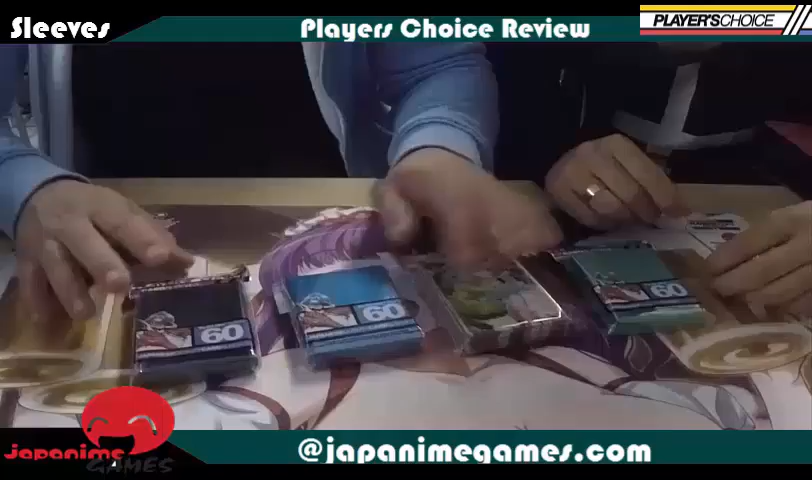 Sleeves
Players Choice Review
PLAYER'S CHOICE
60
60
60
Japanime
GAMES
@japanimegames.com